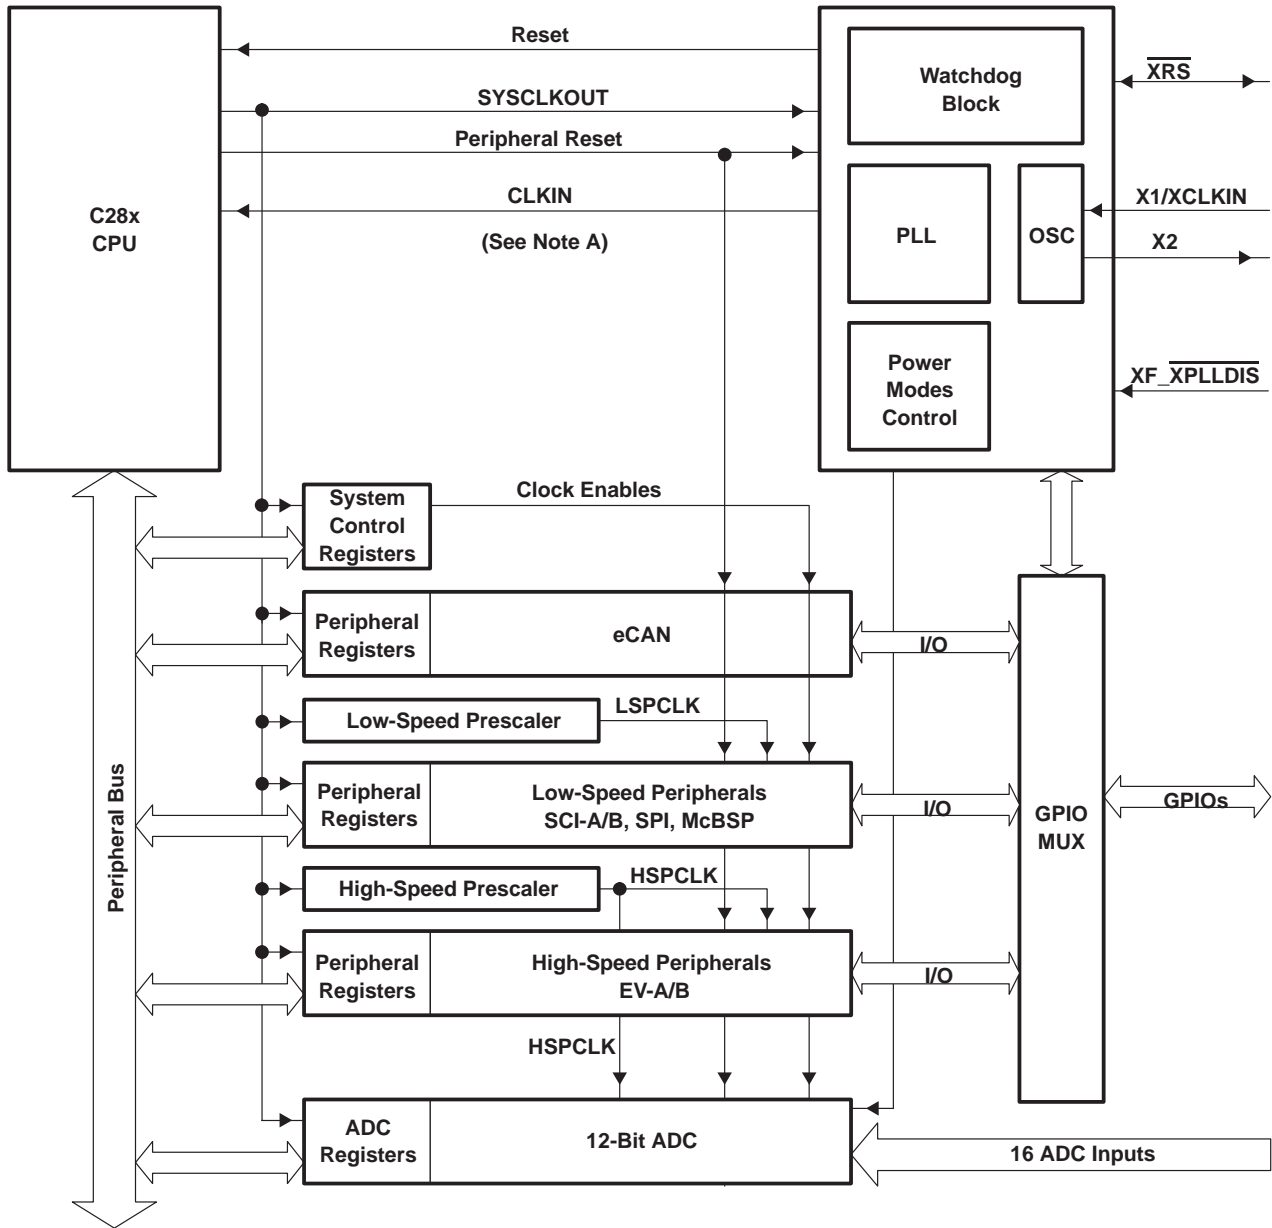 Reset
XRS
Watchdog
Block
SYSCLKOUT
Peripheral Reset
CLKIN
X1/XCLKIN
C28x
CPU
(See Note A)
PLL
OSC
X2
Power
Modes
Control
XF_XPLLDIS
System
Control
Registers
Clock Enables
Peripheral
Registers
eCAN
I/O
Low-Speed Prescaler
LSPCLK
Peripheral Bus
Peripheral
Registers
Low-Speed Peripherals
SCI-A/B, SPI, McBSP
I/O
GPIO
MUX
GPIOs
High-Speed Prescaler
HSPCLK
Peripheral
Registers
High-Speed Peripherals
EV-A/B
I/O
HSPCLK
ADC
Registers
12-Bit ADC
16 ADC Inputs